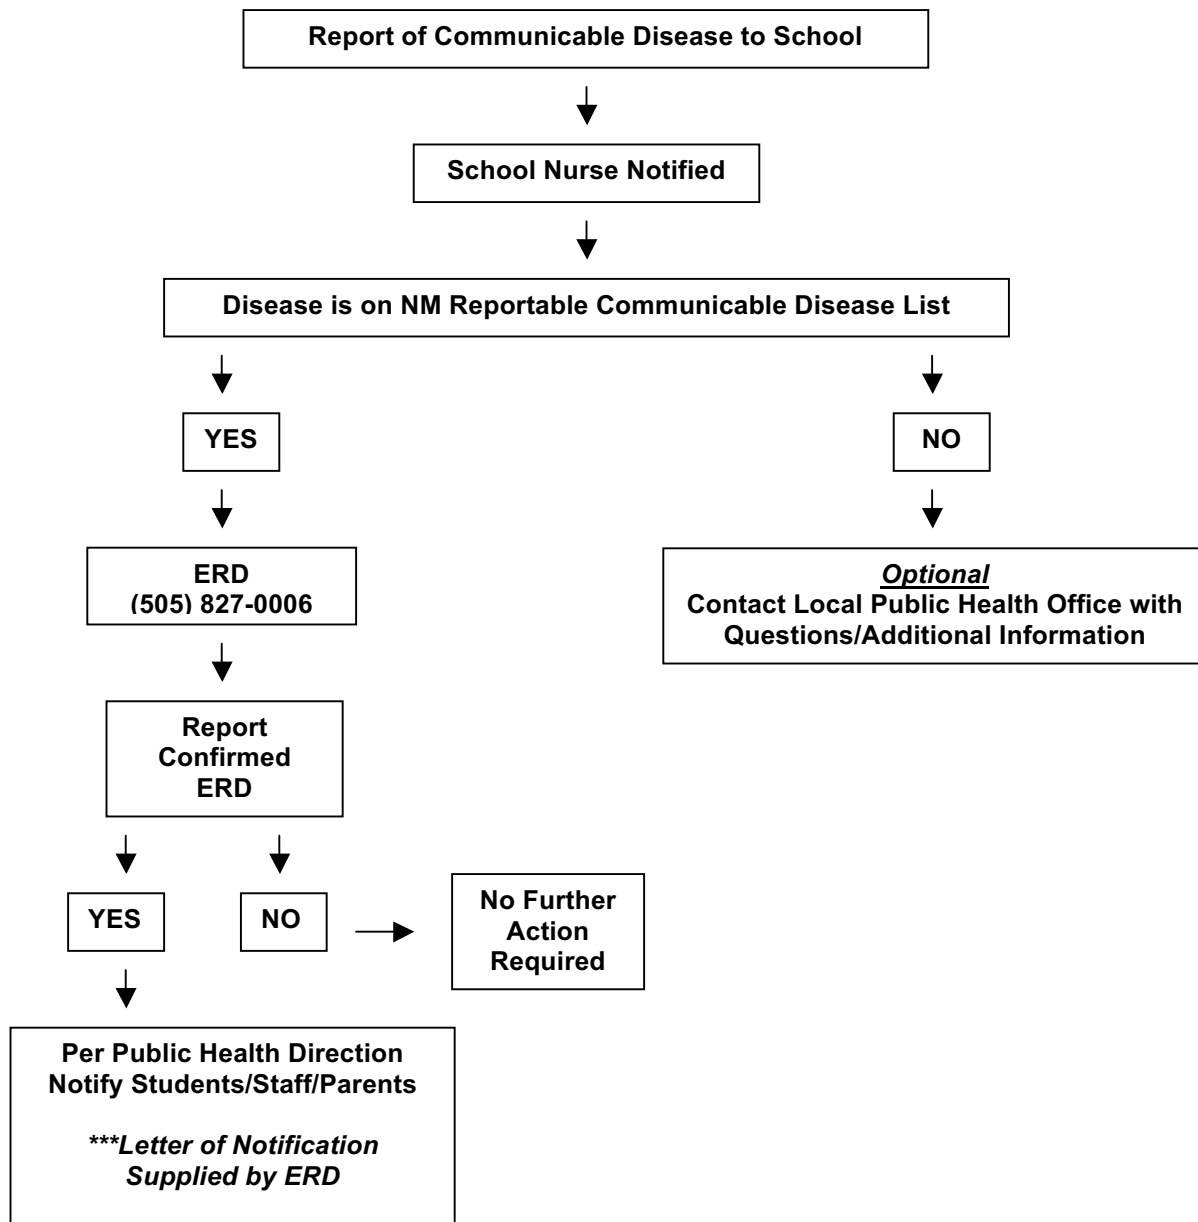 Report of Communicable Disease to School
School Nurse Notified
Disease is on NM Reportable Communicable Disease List
YES
NO
ERD
(505) 827-0006
Optional
Contact Local Public Health Office with
Questions/Additional Information
Report
Confirmed
ERD
YES
NO
No Further
Action
Required
Per Public Health Direction
Notify Students/Staff/Parents
***Letter of Notification
Supplied by ERD